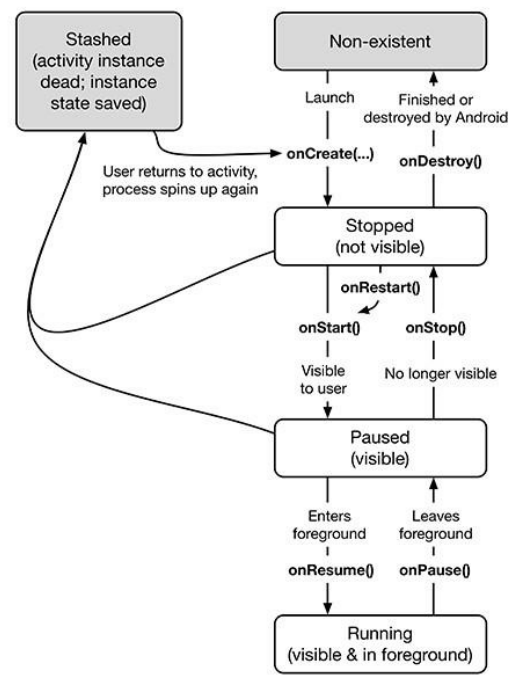 Stashed
(activity instance
dead; instance
state saved)
Non-existent
Launch
Finished or
destroyed by Android
User returns to activity,
process spins up again
onCreate(...)
onDestroy()
Stopped
(not visible)
onRestart()
onStart()
onStop()
Visible
to user
No longer visible
Paused
(visible)
Enters
foreground
Leaves
foreground
onResume()
onPause()
Running
(visible & in foreground)